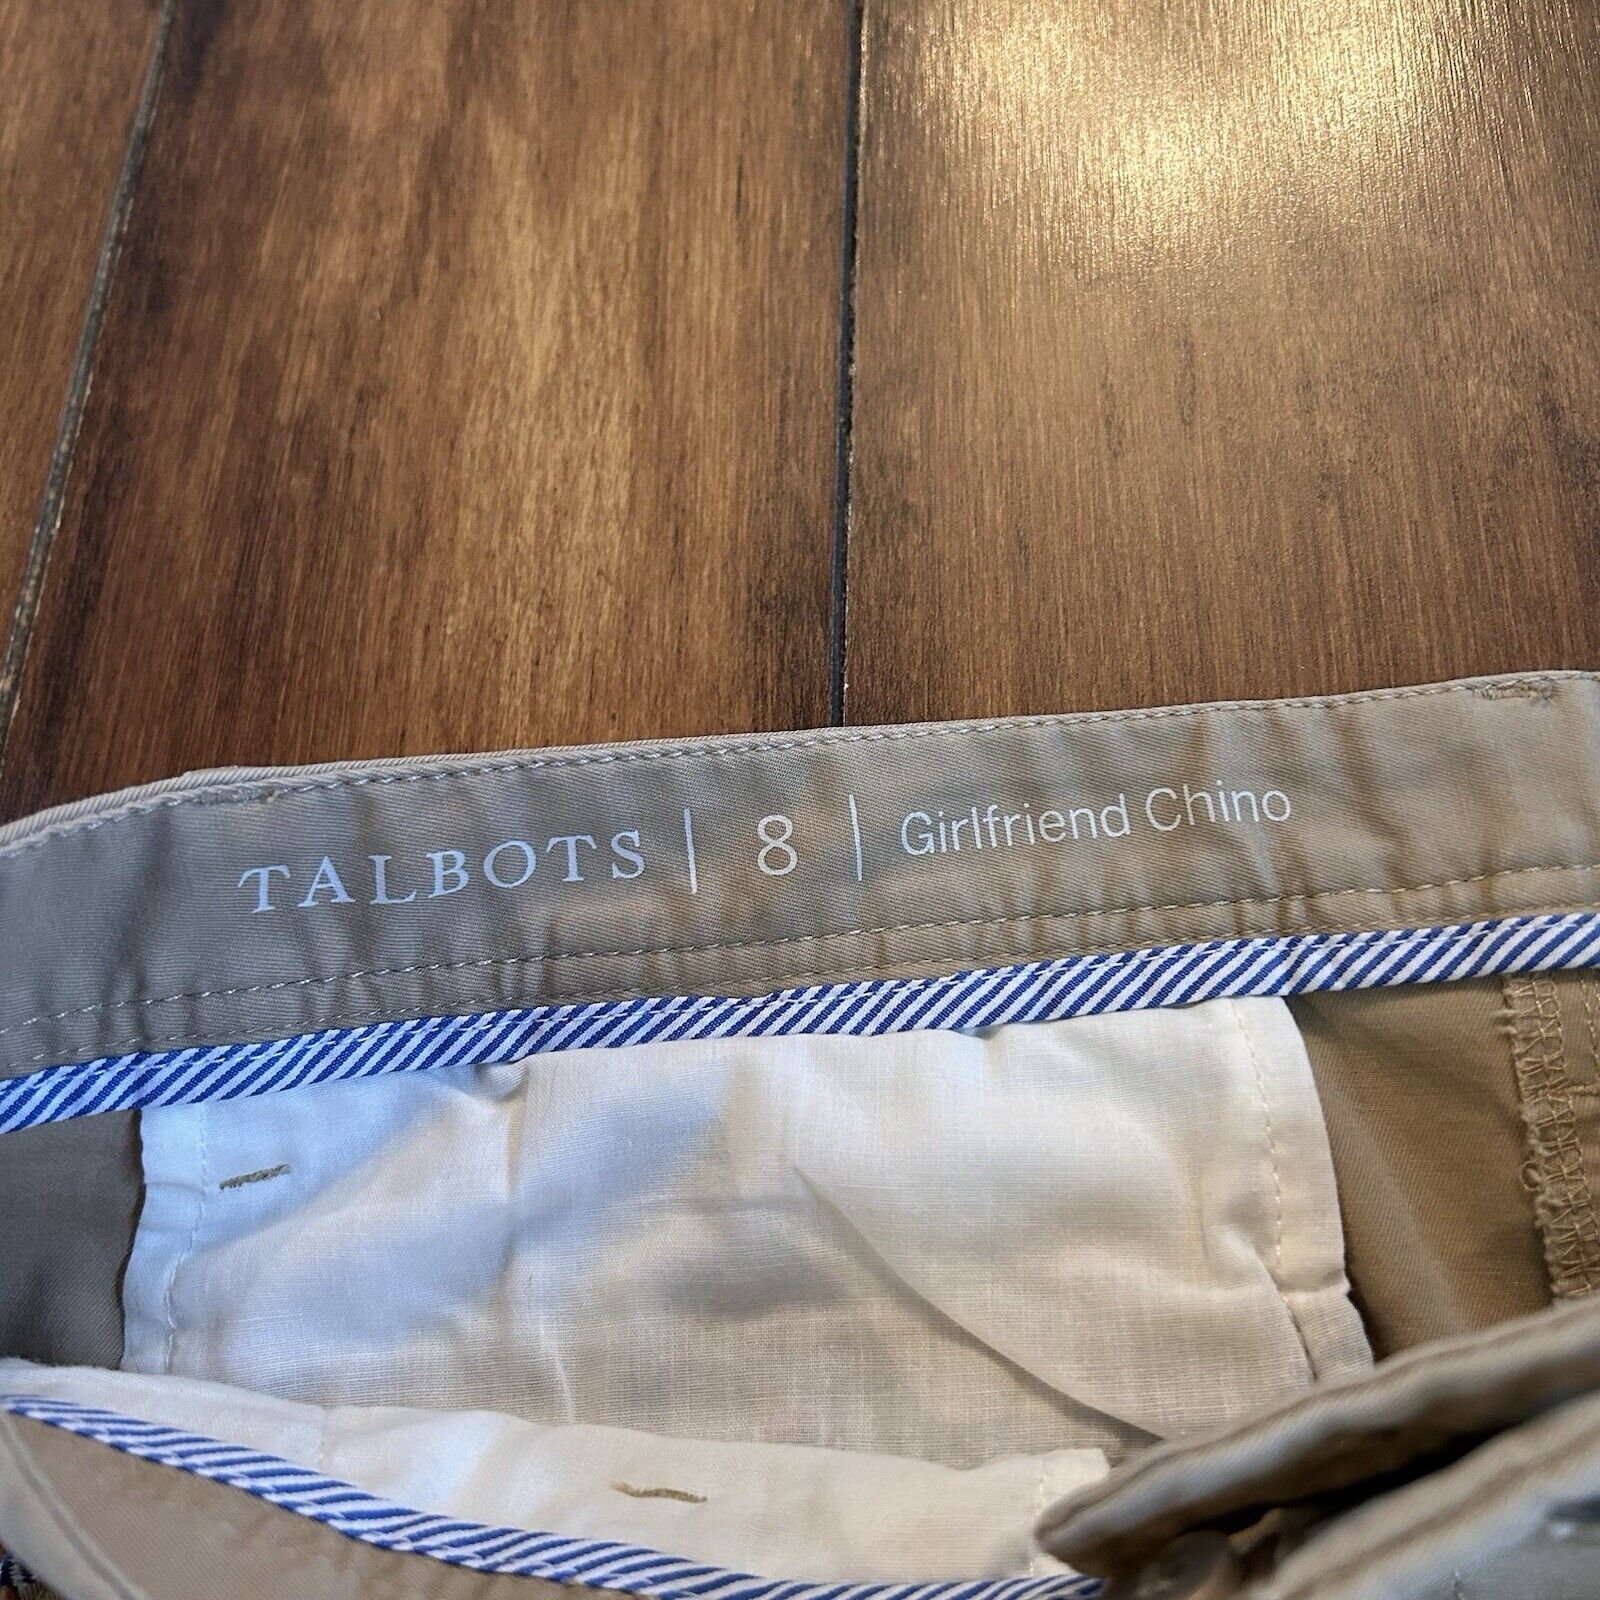 TALBOTS | 8 | Girlfriend Chino